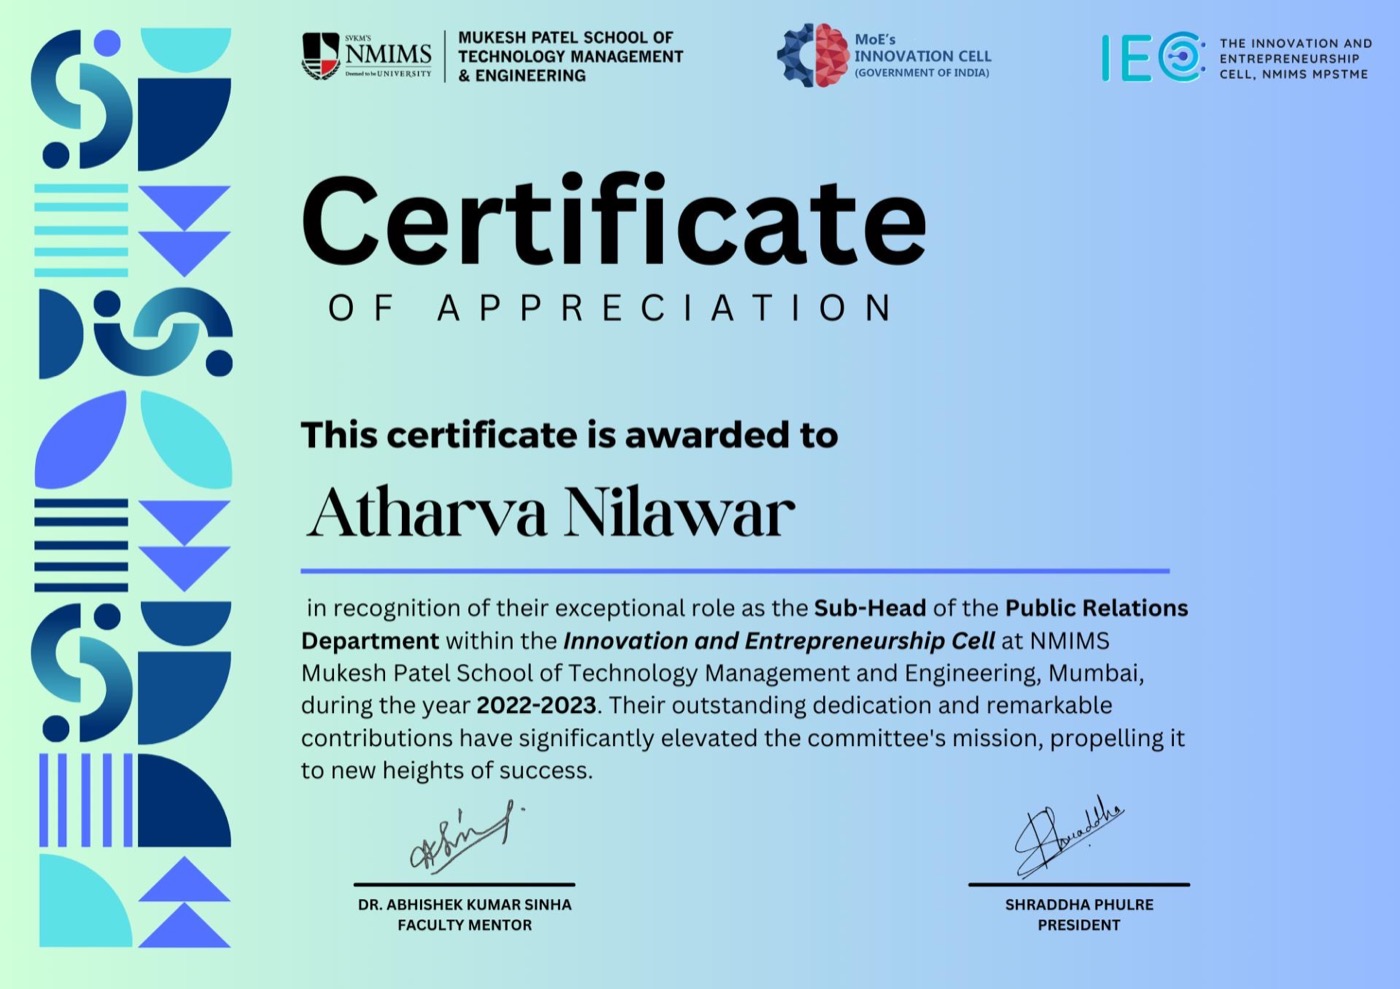 SVKM'S
NMIMS
Deemed to be UNIVERSITY
MUKESH PATEL SCHOOL OF
TECHNOLOGY MANAGEMENT
& ENGINEERING
MoE's
INNOVATION CELL
(GOVERNMENT OF INDIA)
IEC
THE INNOVATION AND
ENTREPRENEURSHIP
CELL, NMIMS MPSTME
Certificate
OF APPRECIATION
This certificate is awarded to
Atharva Nilawar
in recognition of their exceptional role as the Sub-Head of the Public Relations
Department within the Innovation and Entrepreneurship Cell at NMIMS
Mukesh Patel School of Technology Management and Engineering, Mumbai,
during the year 2022-2023. Their outstanding dedication and remarkable
contributions have significantly elevated the committee's mission, propelling it
to new heights of success.
Shraddha
DR. ABHISHEK KUMAR SINHA
FACULTY MENTOR
SHRADDHA PHULRE
PRESIDENT